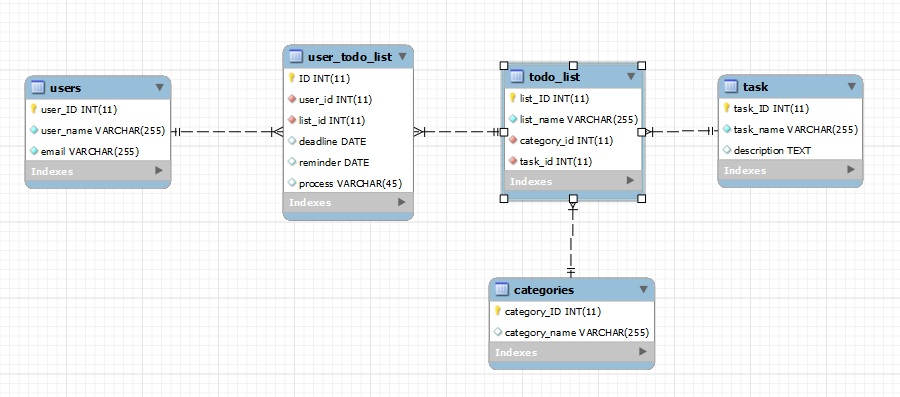 users
user_ID INT(11)
user_name VARCHAR(255)
email VARCHAR(255)
Indexes
user_todo_list
ID INT(11)
user_id INT(11)
list_id INT(11)
deadline DATE
reminder DATE
process VARCHAR(45)
Indexes
todo_list
list_ID INT(11)
list_name VARCHAR(255)
category_id INT(11)
task_id INT(11)
Indexes
task
task_ID INT(11)
task_name VARCHAR(255)
description TEXT
Indexes
categories
category_ID INT(11)
category_name VARCHAR(255)
Indexes